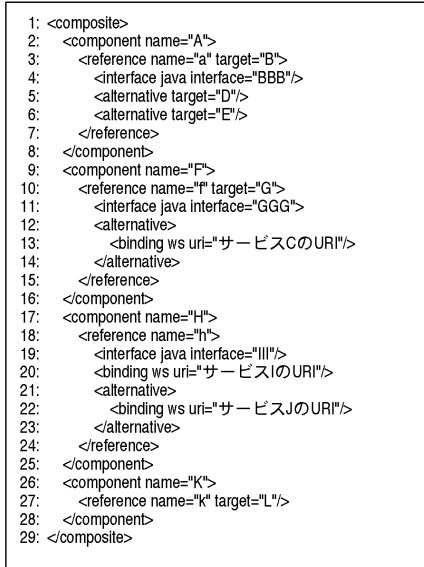 1: <composite>
2: <component name="A">
3: <reference name="a" target="B">
4: <interface java interface="BBB"/>
5: <alternative target="D"/>
6: <alternative target="E"/>
7: </reference>
8: </component>
9: <component name="F">
10: <reference name="f" target="G">
11: <interface java interface="GGG">
12: <alternative>
13: <binding ws uri="サービスCのURI"/>
14: </alternative>
15: </reference>
16: </component>
17: <component name="H">
18: <reference name="h">
19: <interface java interface="III"/>
20: <binding ws uri="サービスIのURI"/>
21: <alternative>
22: <binding ws uri="サービスJのURI"/>
23: </alternative>
24: </reference>
25: </component>
26: <component name="K">
27: <reference name="k" target="L"/>
28: </component>
29: </composite>